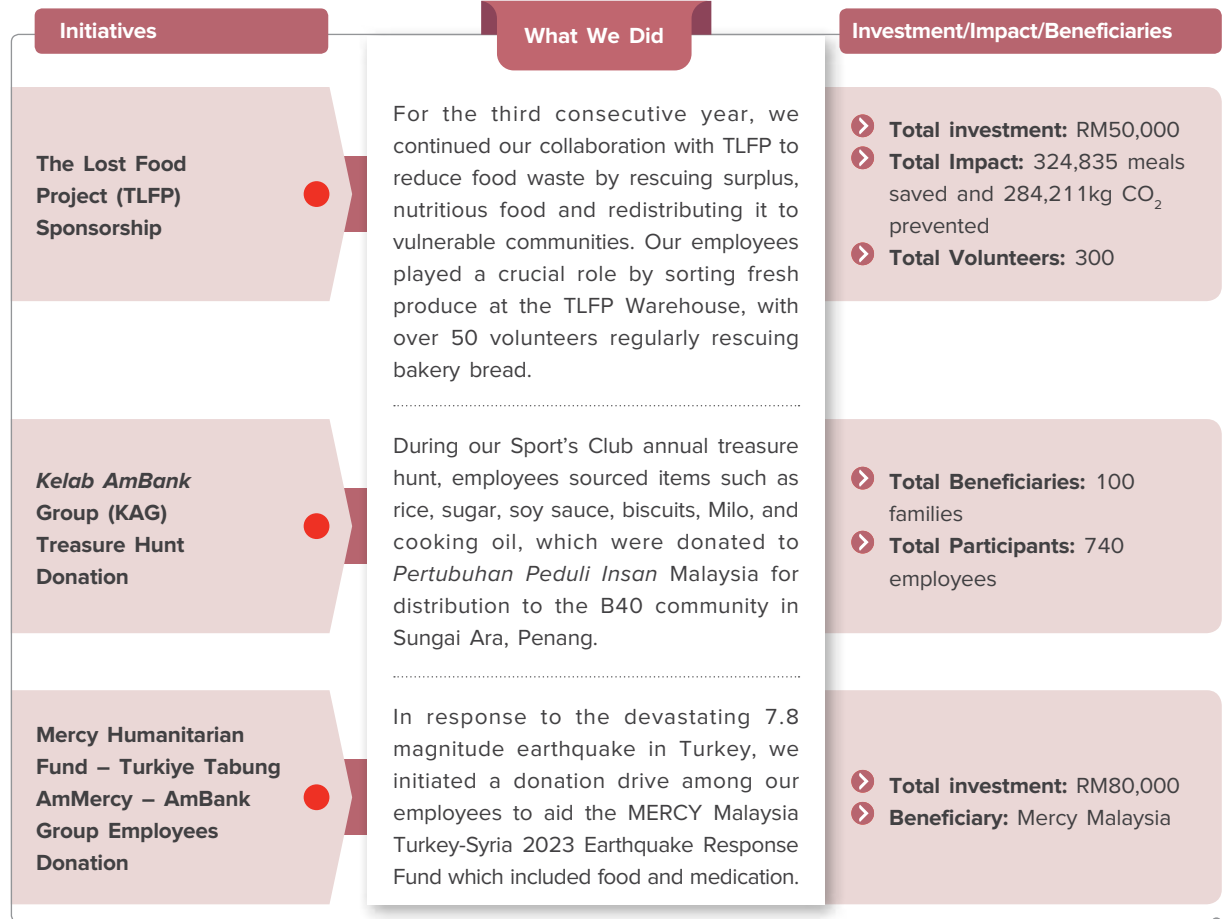 Initiatives
What We Did
Investment/Impact/Beneficiaries
The Lost Food
Project (TLFP)
Sponsorship
For the third consecutive year, we
continued our collaboration with TLFP to
reduce food waste by rescuing surplus,
nutritious food and redistributing it to
vulnerable communities. Our employees
played a crucial role by sorting fresh
produce at the TLFP Warehouse, with
over 50 volunteers regularly rescuing
bakery bread.
Total investment: RM50,000
Total Impact: 324,835 meals
saved and 284,211kg CO₂
prevented
Total Volunteers: 300
Kelab AmBank
Group (KAG)
Treasure Hunt
Donation
During our Sport's Club annual treasure
hunt, employees sourced items such as
rice, sugar, soy sauce, biscuits, Milo, and
cooking oil, which were donated to
Pertubuhan Peduli Insan Malaysia for
distribution to the B40 community in
Sungai Ara, Penang.
Total Beneficiaries: 100
families
Total Participants: 740
employees
Mercy Humanitarian
Fund – Turkiye Tabung
AmMercy – AmBank
Group Employees
Donation
In response to the devastating 7.8
magnitude earthquake in Turkey, we
initiated a donation drive among our
employees to aid the MERCY Malaysia
Turkey-Syria 2023 Earthquake Response
Fund which included food and medication.
Total investment: RM80,000
Beneficiary: Mercy Malaysia